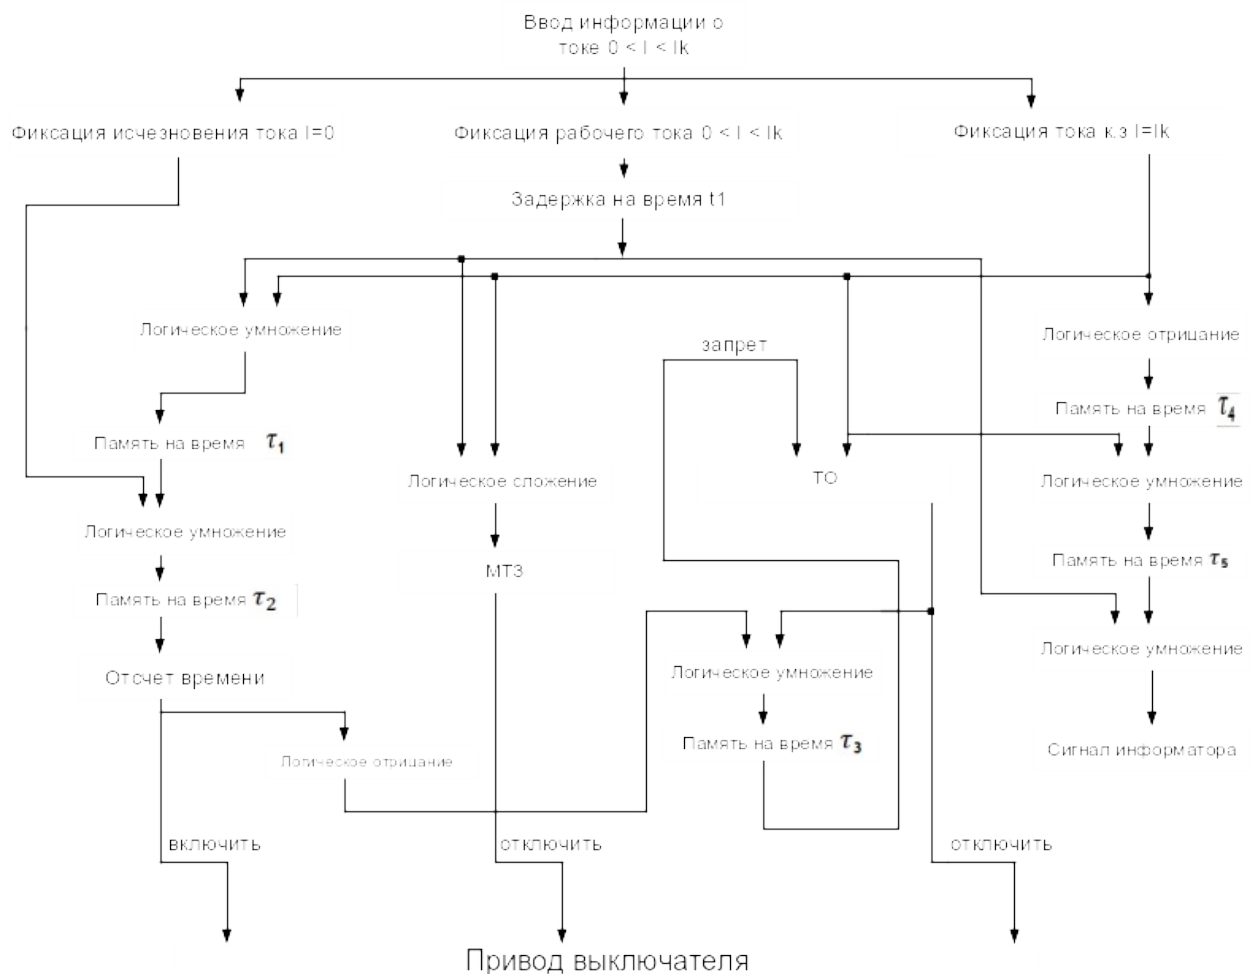 Ввод информации о
токе 0 < I < Ik
Фиксация исчезновения тока I=0
Фиксация рабочего тока 0 < I < Ik
Фиксация тока к.з I=Ik
Задержка на время t1
Логическое умножение
запрет
Логическое отрицание
Память на время τ4
Память на время τ1
Логическое сложение
ТО
Логическое умножение
Логическое умножение
МТЗ
Память на время τ5
Память на время τ2
Отсчет времени
Логическое умножение
Логическое умножение
Память на время τ3
Логическое отрицание
Сигнал информатора
включить
отключить
отключить
Привод выключателя